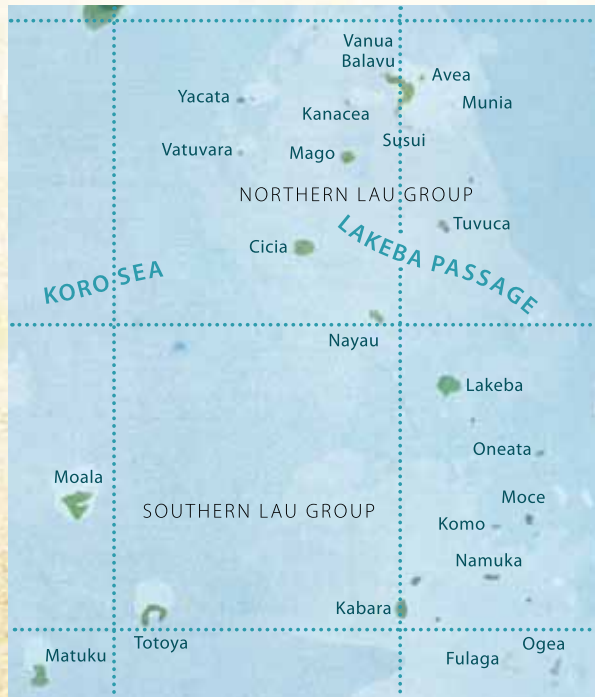 Vanua
Balavu
Avea
Yacata
Munia
Kanacea
Susui
Vatuvara
Mago
NORTHERN LAU GROUP
Tuvuca
LAKEBA PASSAGE
Cicia
KORO SEA
Nayau
Lakeba
Oneata
Moala
Moce
SOUTHERN LAU GROUP
Komo
Namuka
Kabara
Totoya
Ogea
Matuku
Fulaga